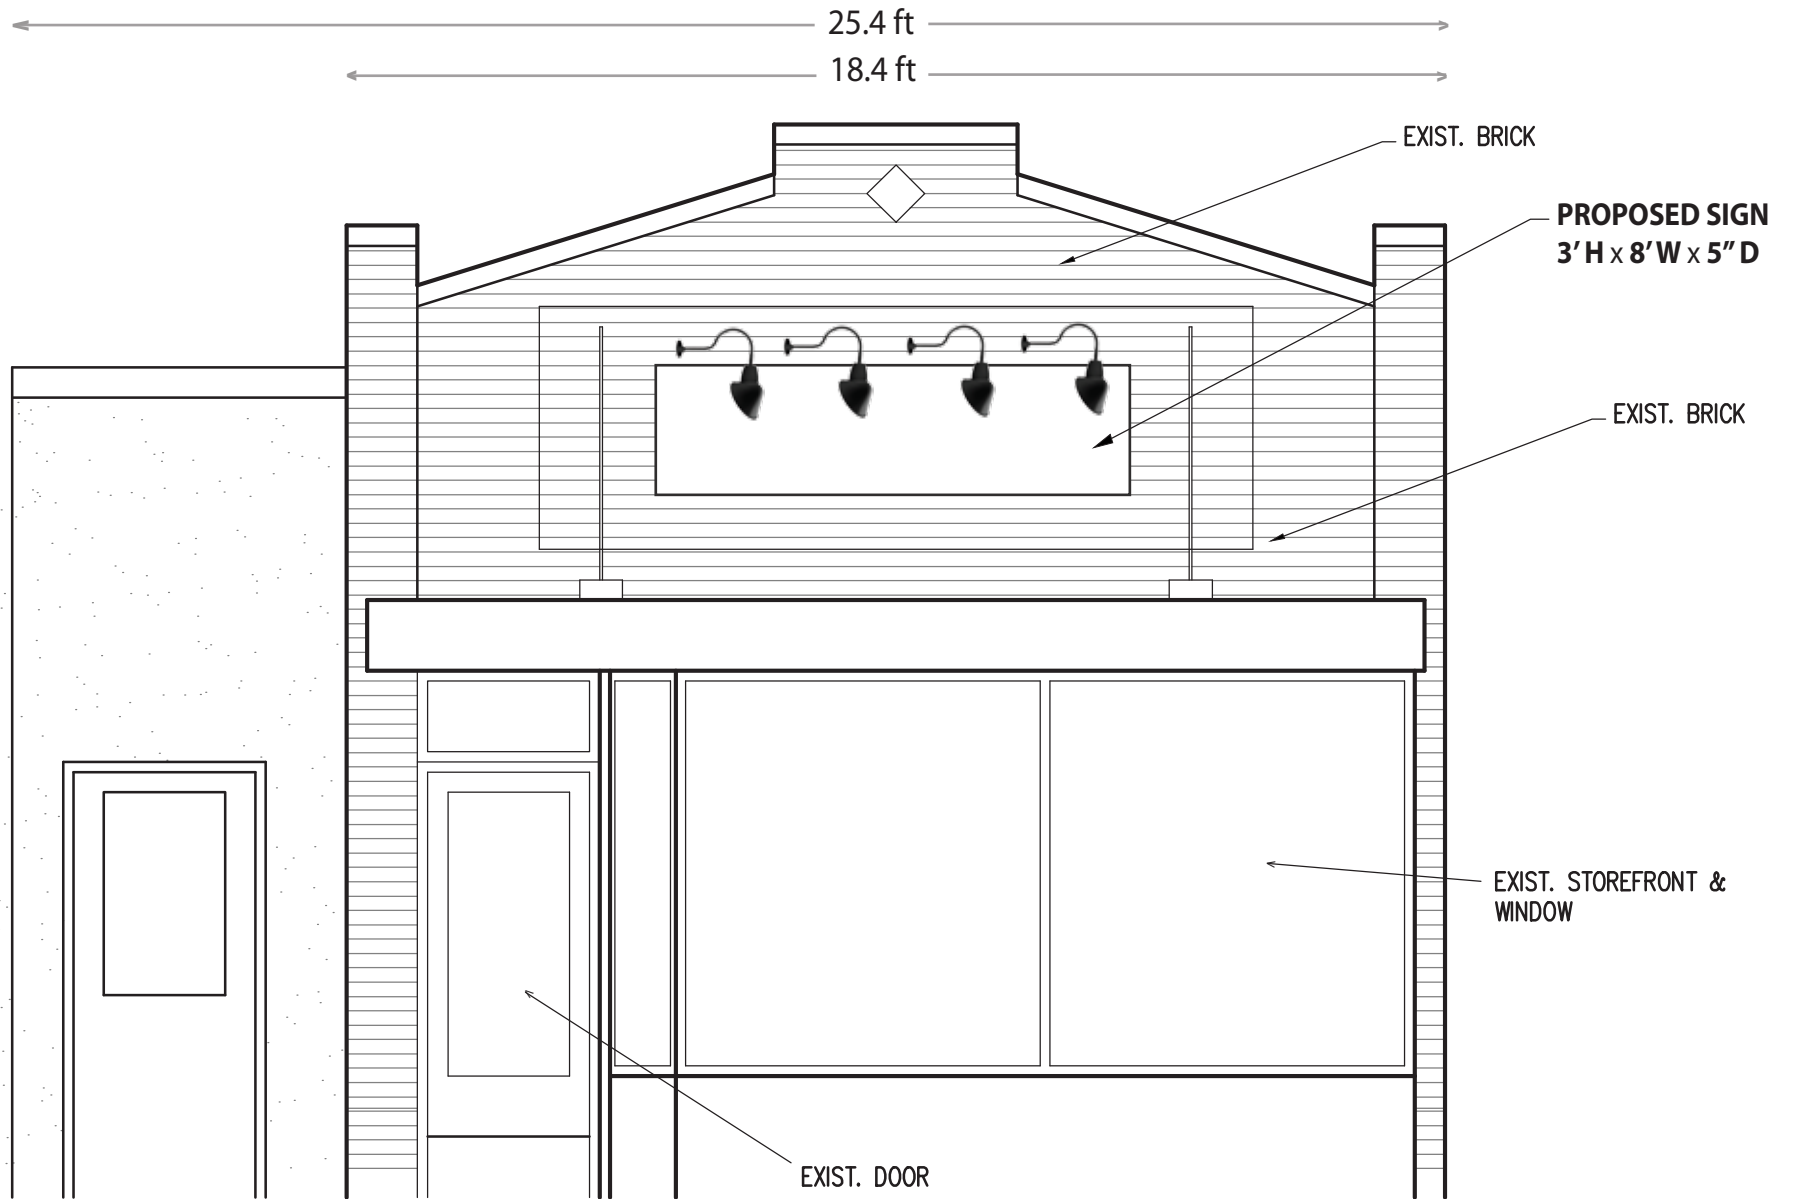 25.4 ft
18.4 ft
EXIST. BRICK
PROPOSED SIGN
3’ H x 8’ W x 5” D
EXIST. BRICK
EXIST. STOREFRONT &
WINDOW
EXIST. DOOR